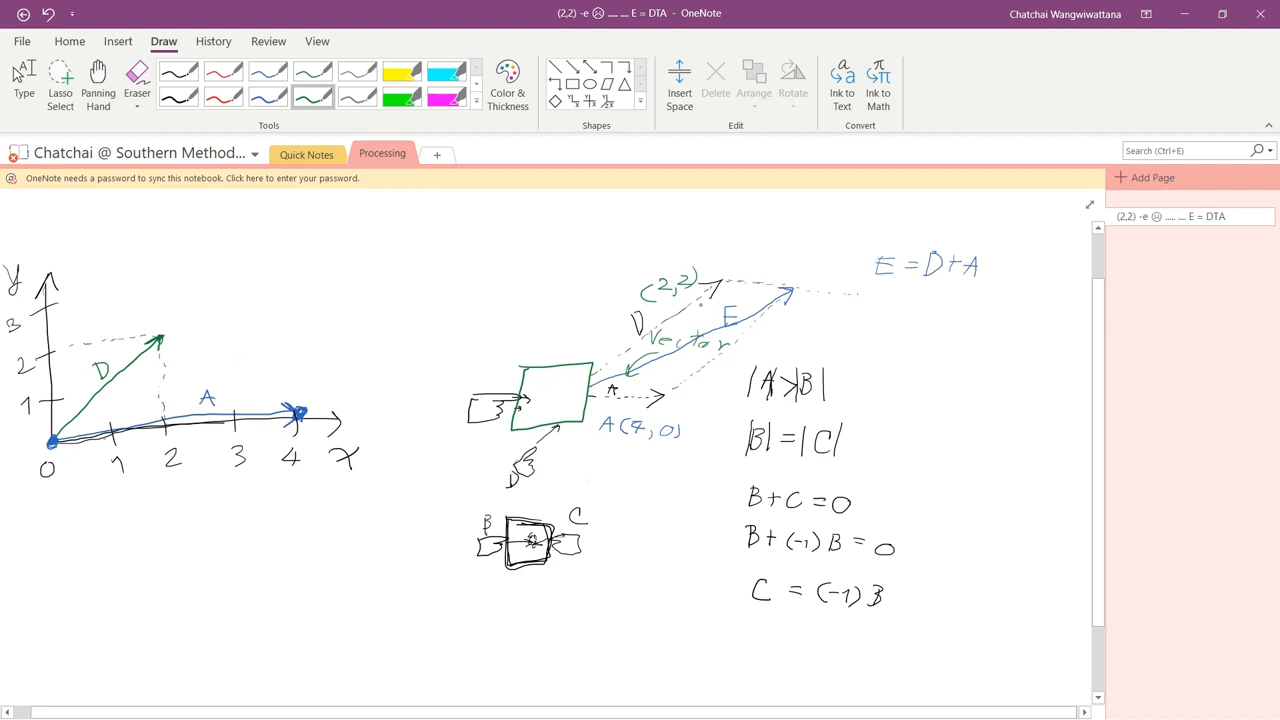 (2,2) -e ☹ ..... .... E = DTA - OneNote
Chatchai Wangwiwattana
File Home Insert Draw History Review View
Type
Lasso Select
Panning Hand
Eraser
Color & Thickness
Insert Space
Delete
Arrange
Rotate
Ink to Text
Ink to Math
Tools
Shapes
Edit
Convert
Chatchai @ Southern Method...
Quick Notes
Processing
Search (Ctrl+E)
OneNote needs a password to sync this notebook. Click here to enter your password.
Add Page
(2,2) -e ☹ ..... .... E = DTA
y
3
2
1
0
1
2
3
4
x
D
A
(2,2)
D
E
Vector
A
A(4,0)
D
B
C
E = D+A
|A|>|B|
|B| = |C|
B+C = 0
B+(-1)B = 0
C = (-1)B